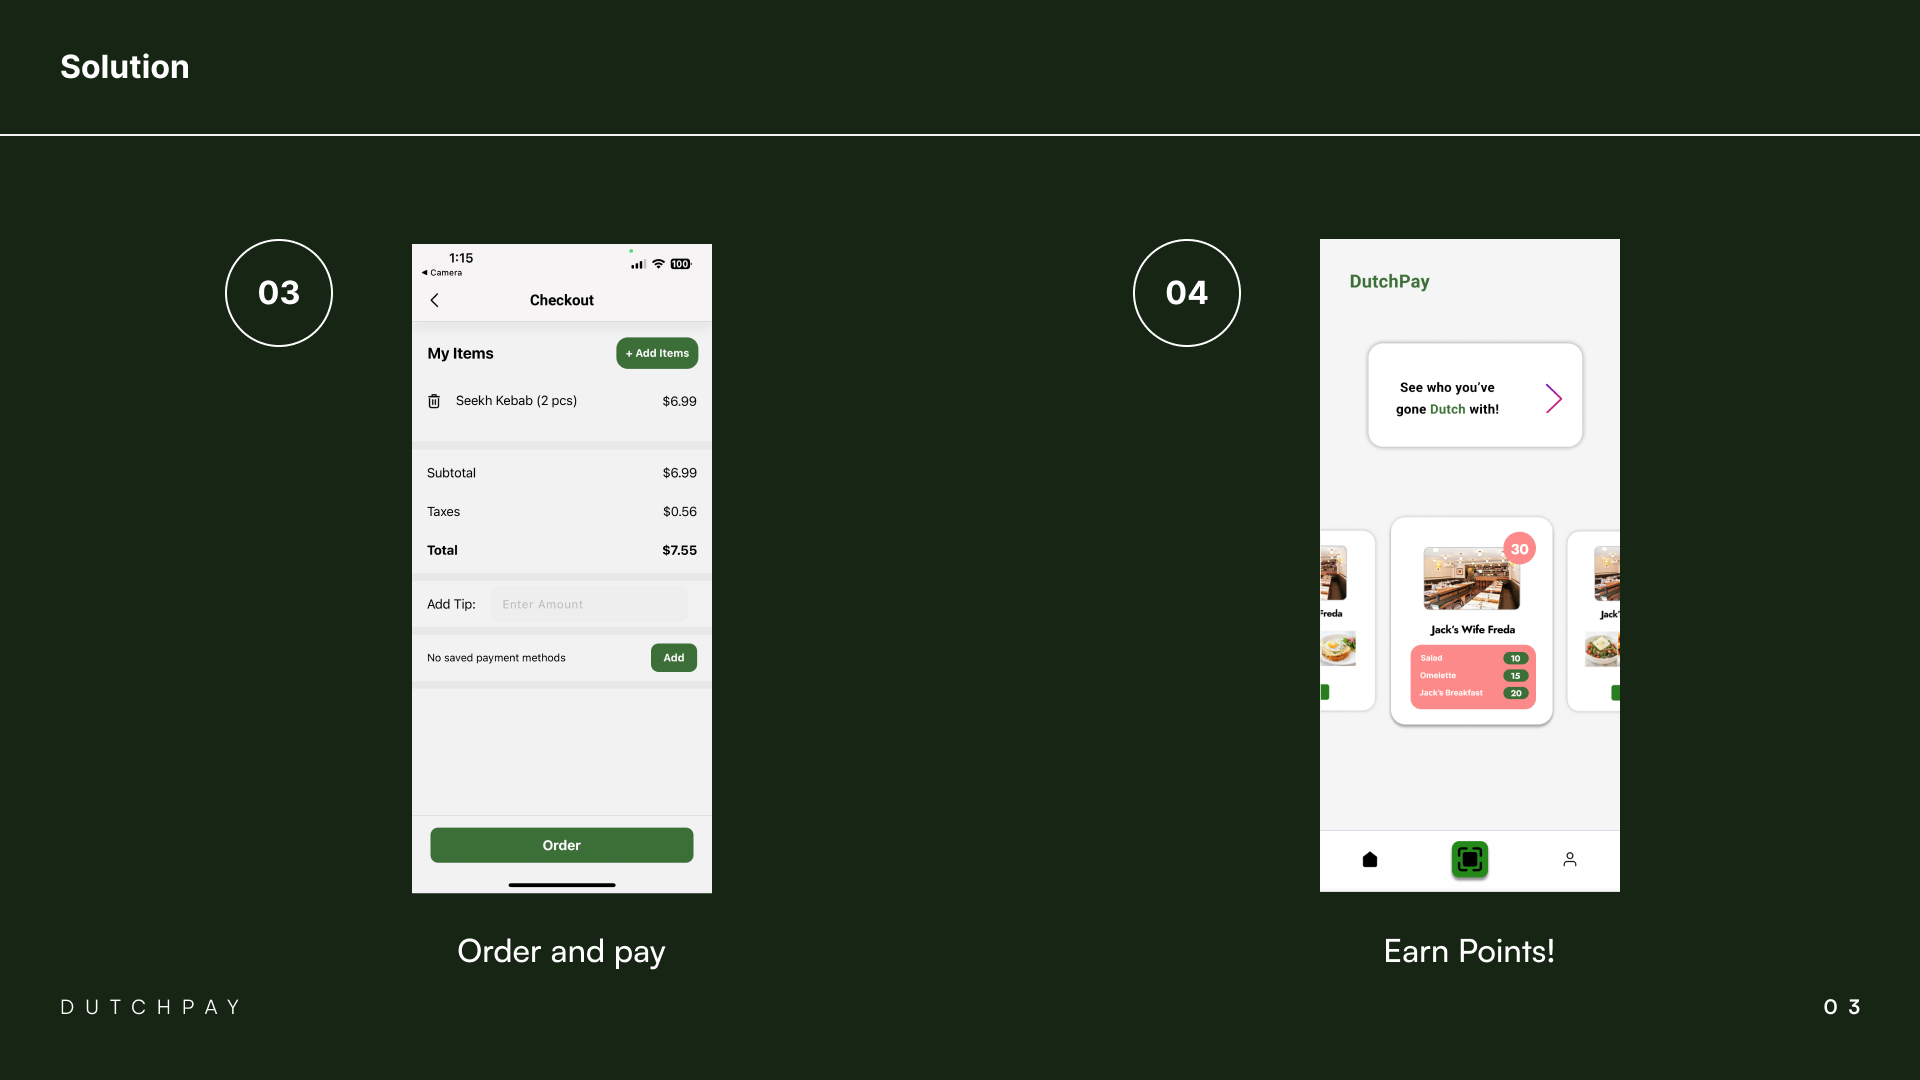 Solution
03
1:15
◀ Camera
100
Checkout
My Items
+ Add Items
Seekh Kebab (2 pcs)
$6.99
Subtotal
$6.99
Taxes
$0.56
Total
$7.55
Add Tip:
Enter Amount
No saved payment methods
Add
Order
Order and pay
04
DutchPay
See who you've
gone Dutch with!
30
Freda
Jack's Wife Freda
Jack'
Salad
10
Omelette
15
Jack's Breakfast
20
Earn Points!
DUTCHPAY
03